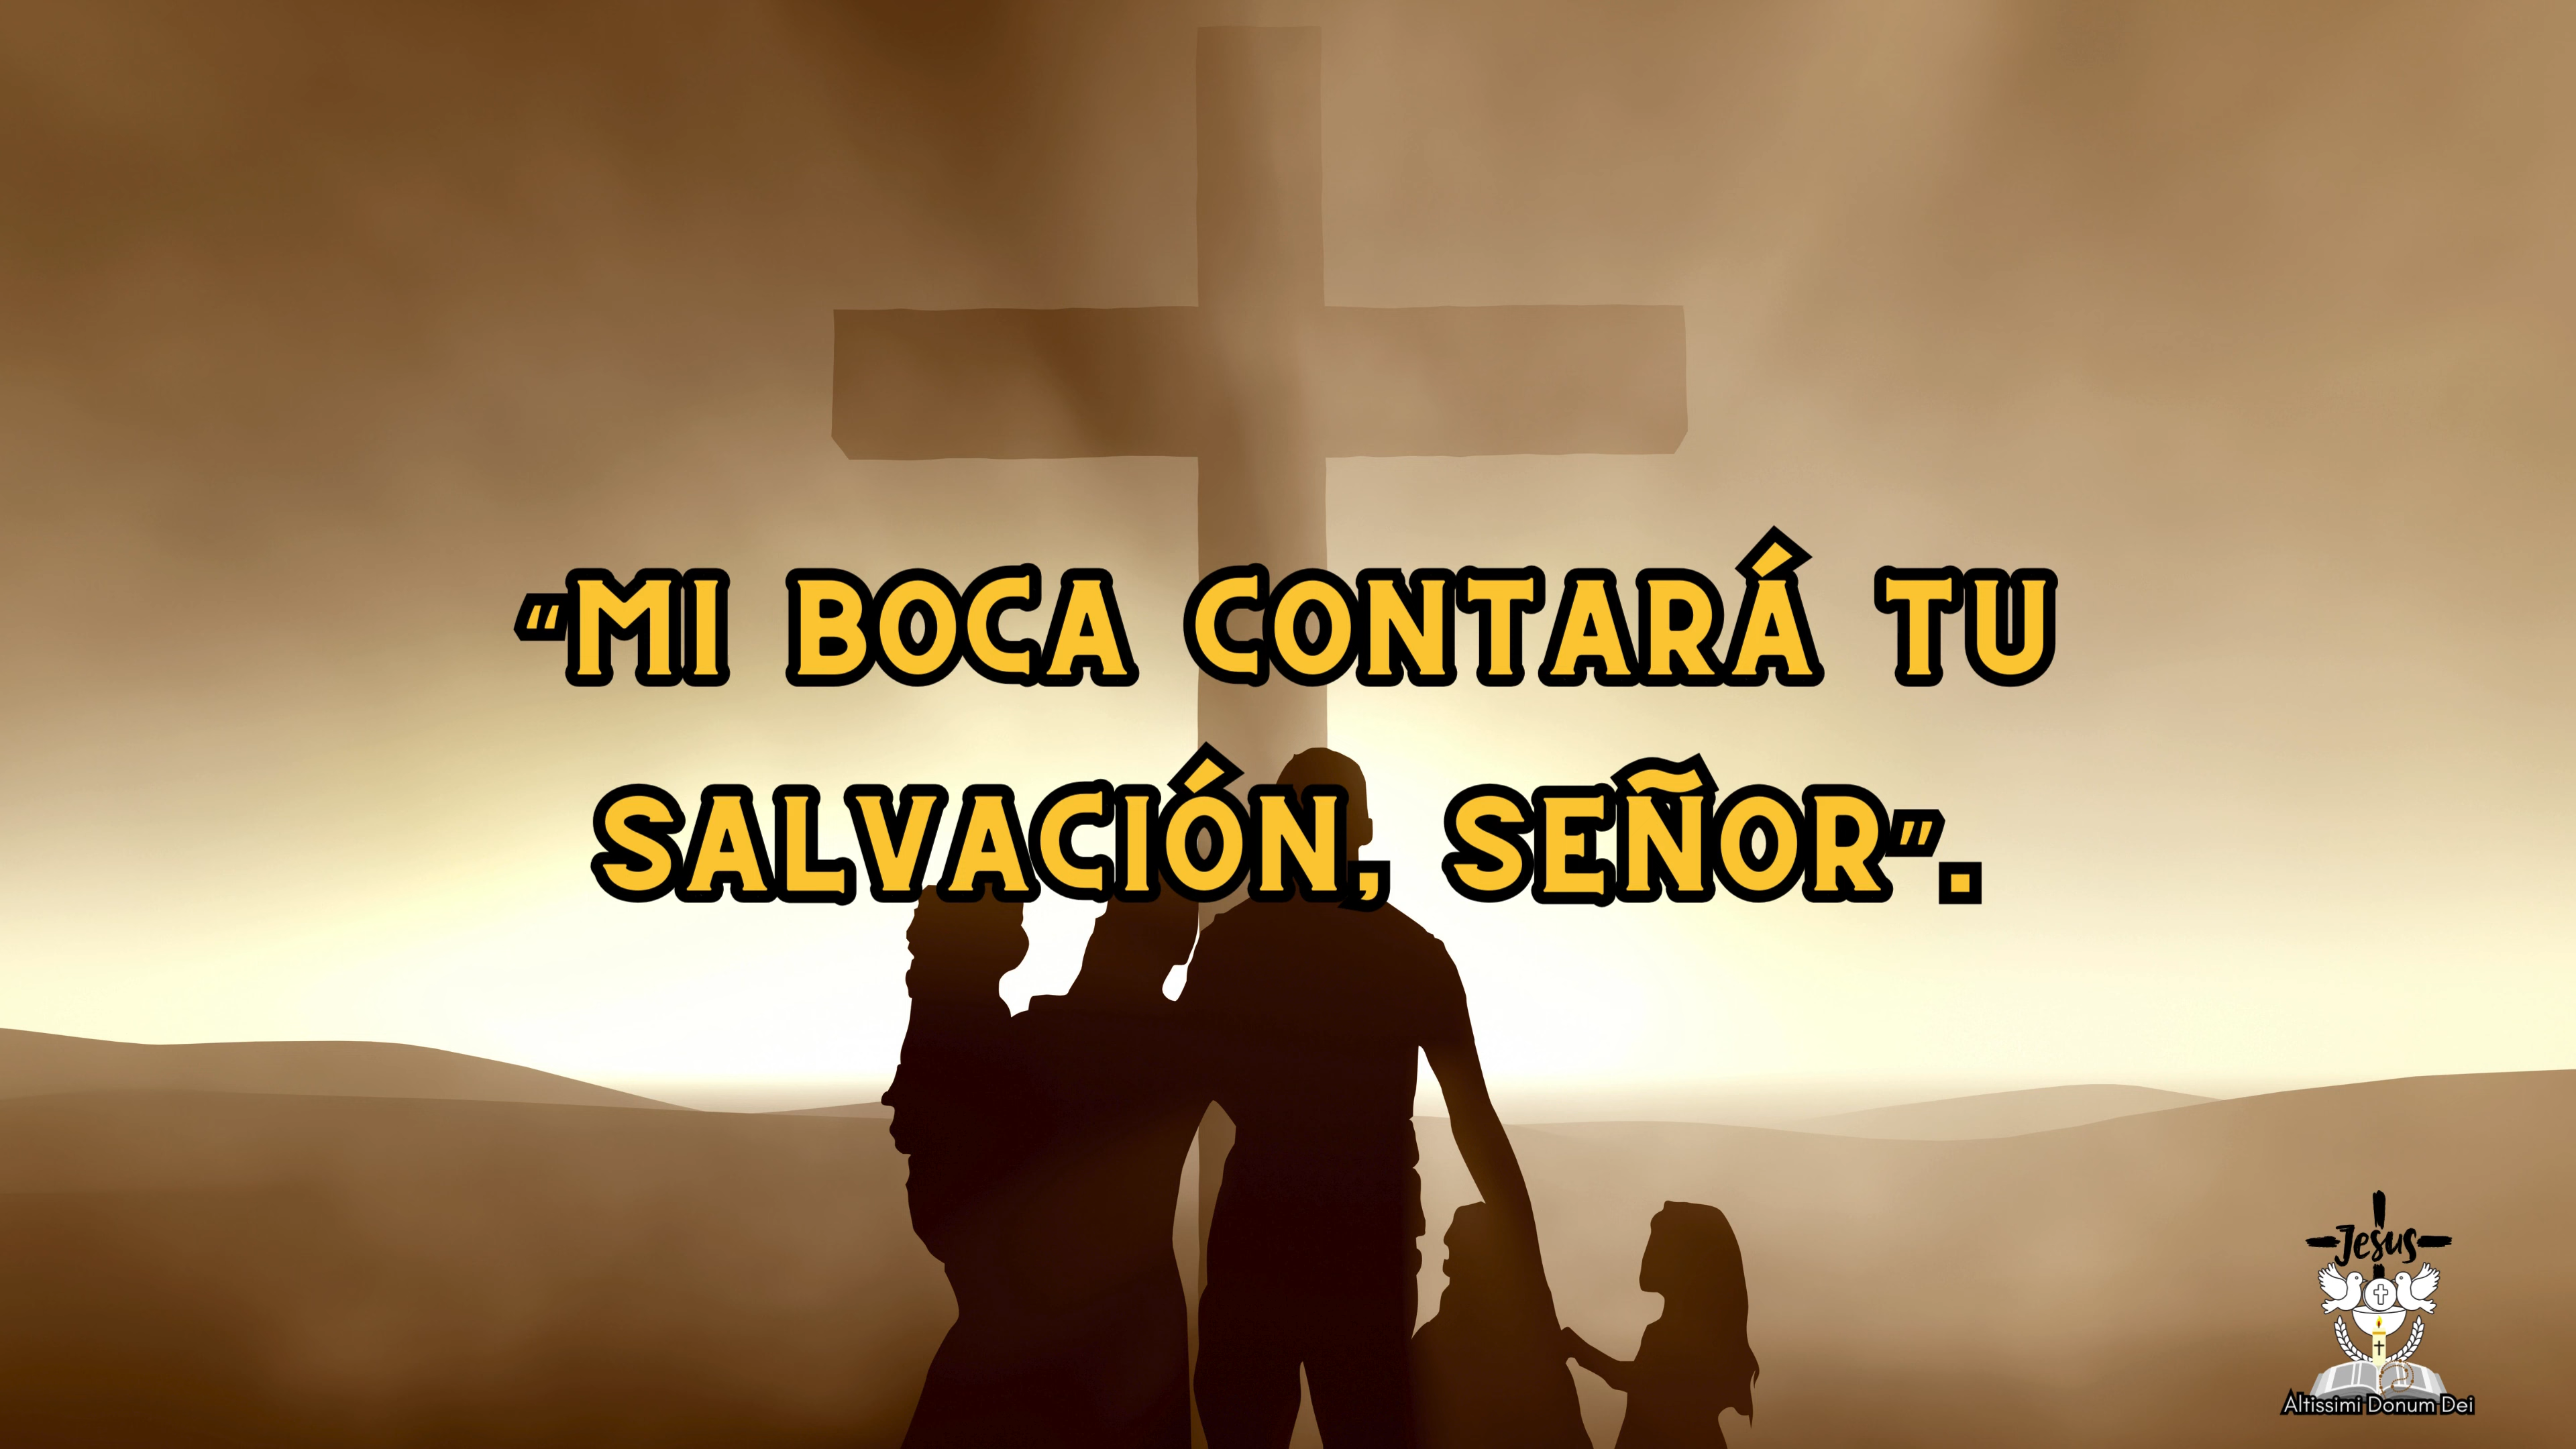 “MI BOCA CONTARÁ TU
SALVACIÓN, SEÑOR”.
Jesus
Altissimi Donum Dei